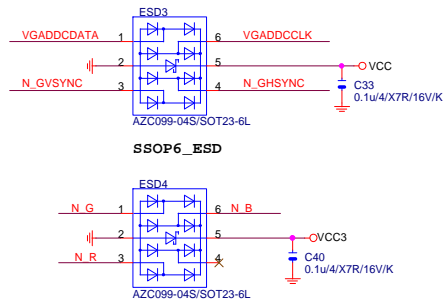 ESD3
VGADDCDATA 1 6 VGADDCCLK
2 5 VCC
N_GVSYNC 3 4 N_GHSYNC
C33
0.1u/4/X7R/16V/K
AZC099-04S/SOT23-6L
SSOP6_ESD
ESD4
N_G 1 6 N_B
2 5 VCC3
N_R 3 4
C40
0.1u/4/X7R/16V/K
AZC099-04S/SOT23-6L